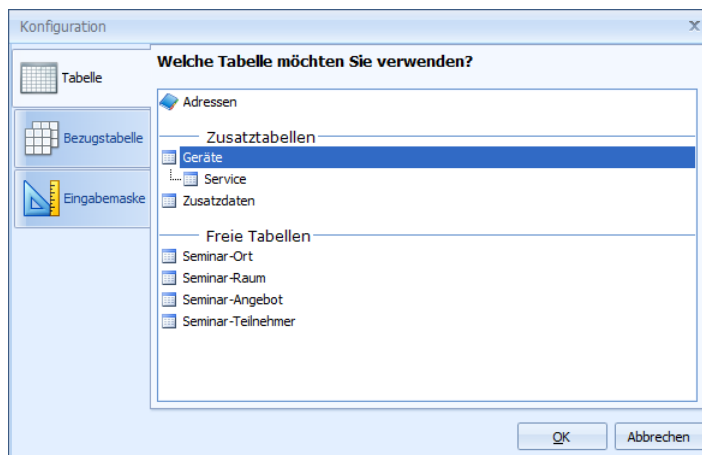 Konfiguration
Tabelle
Bezugstabelle
Eingabemaske
Welche Tabelle möchten Sie verwenden?
Adressen
Zusatztabellen
Geräte
Service
Zusatzdaten
Freie Tabellen
Seminar-Ort
Seminar-Raum
Seminar-Angebot
Seminar-Teilnehmer
OK
Abbrechen